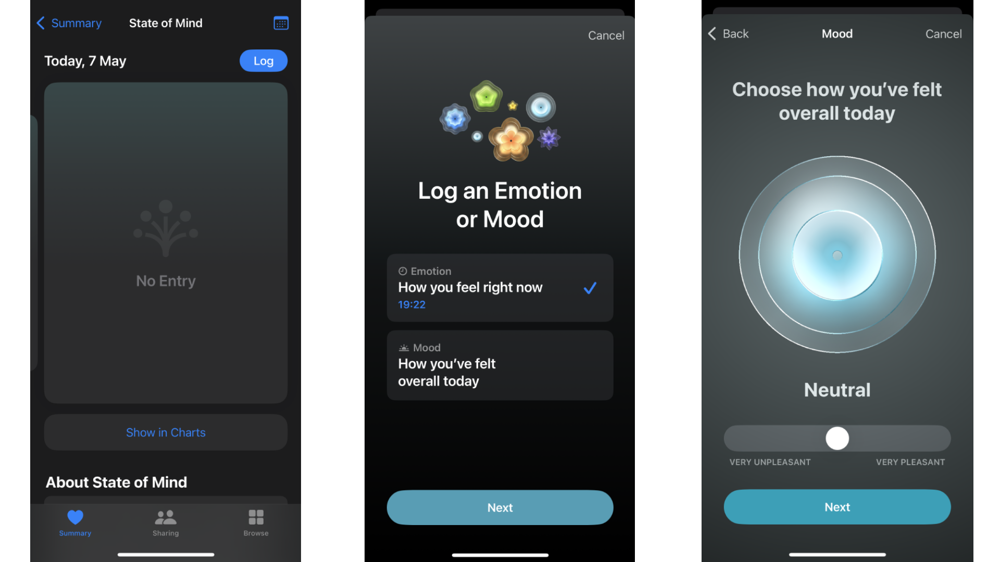 Summary
State of Mind
Today, 7 May
Log
No Entry
Show in Charts
About State of Mind
Summary
Sharing
Browse
Cancel
Log an Emotion
or Mood
Emotion
How you feel right now
19:22
Mood
How you’ve felt
overall today
Next
Back
Mood
Cancel
Choose how you’ve felt
overall today
Neutral
VERY UNPLEASANT
VERY PLEASANT
Next